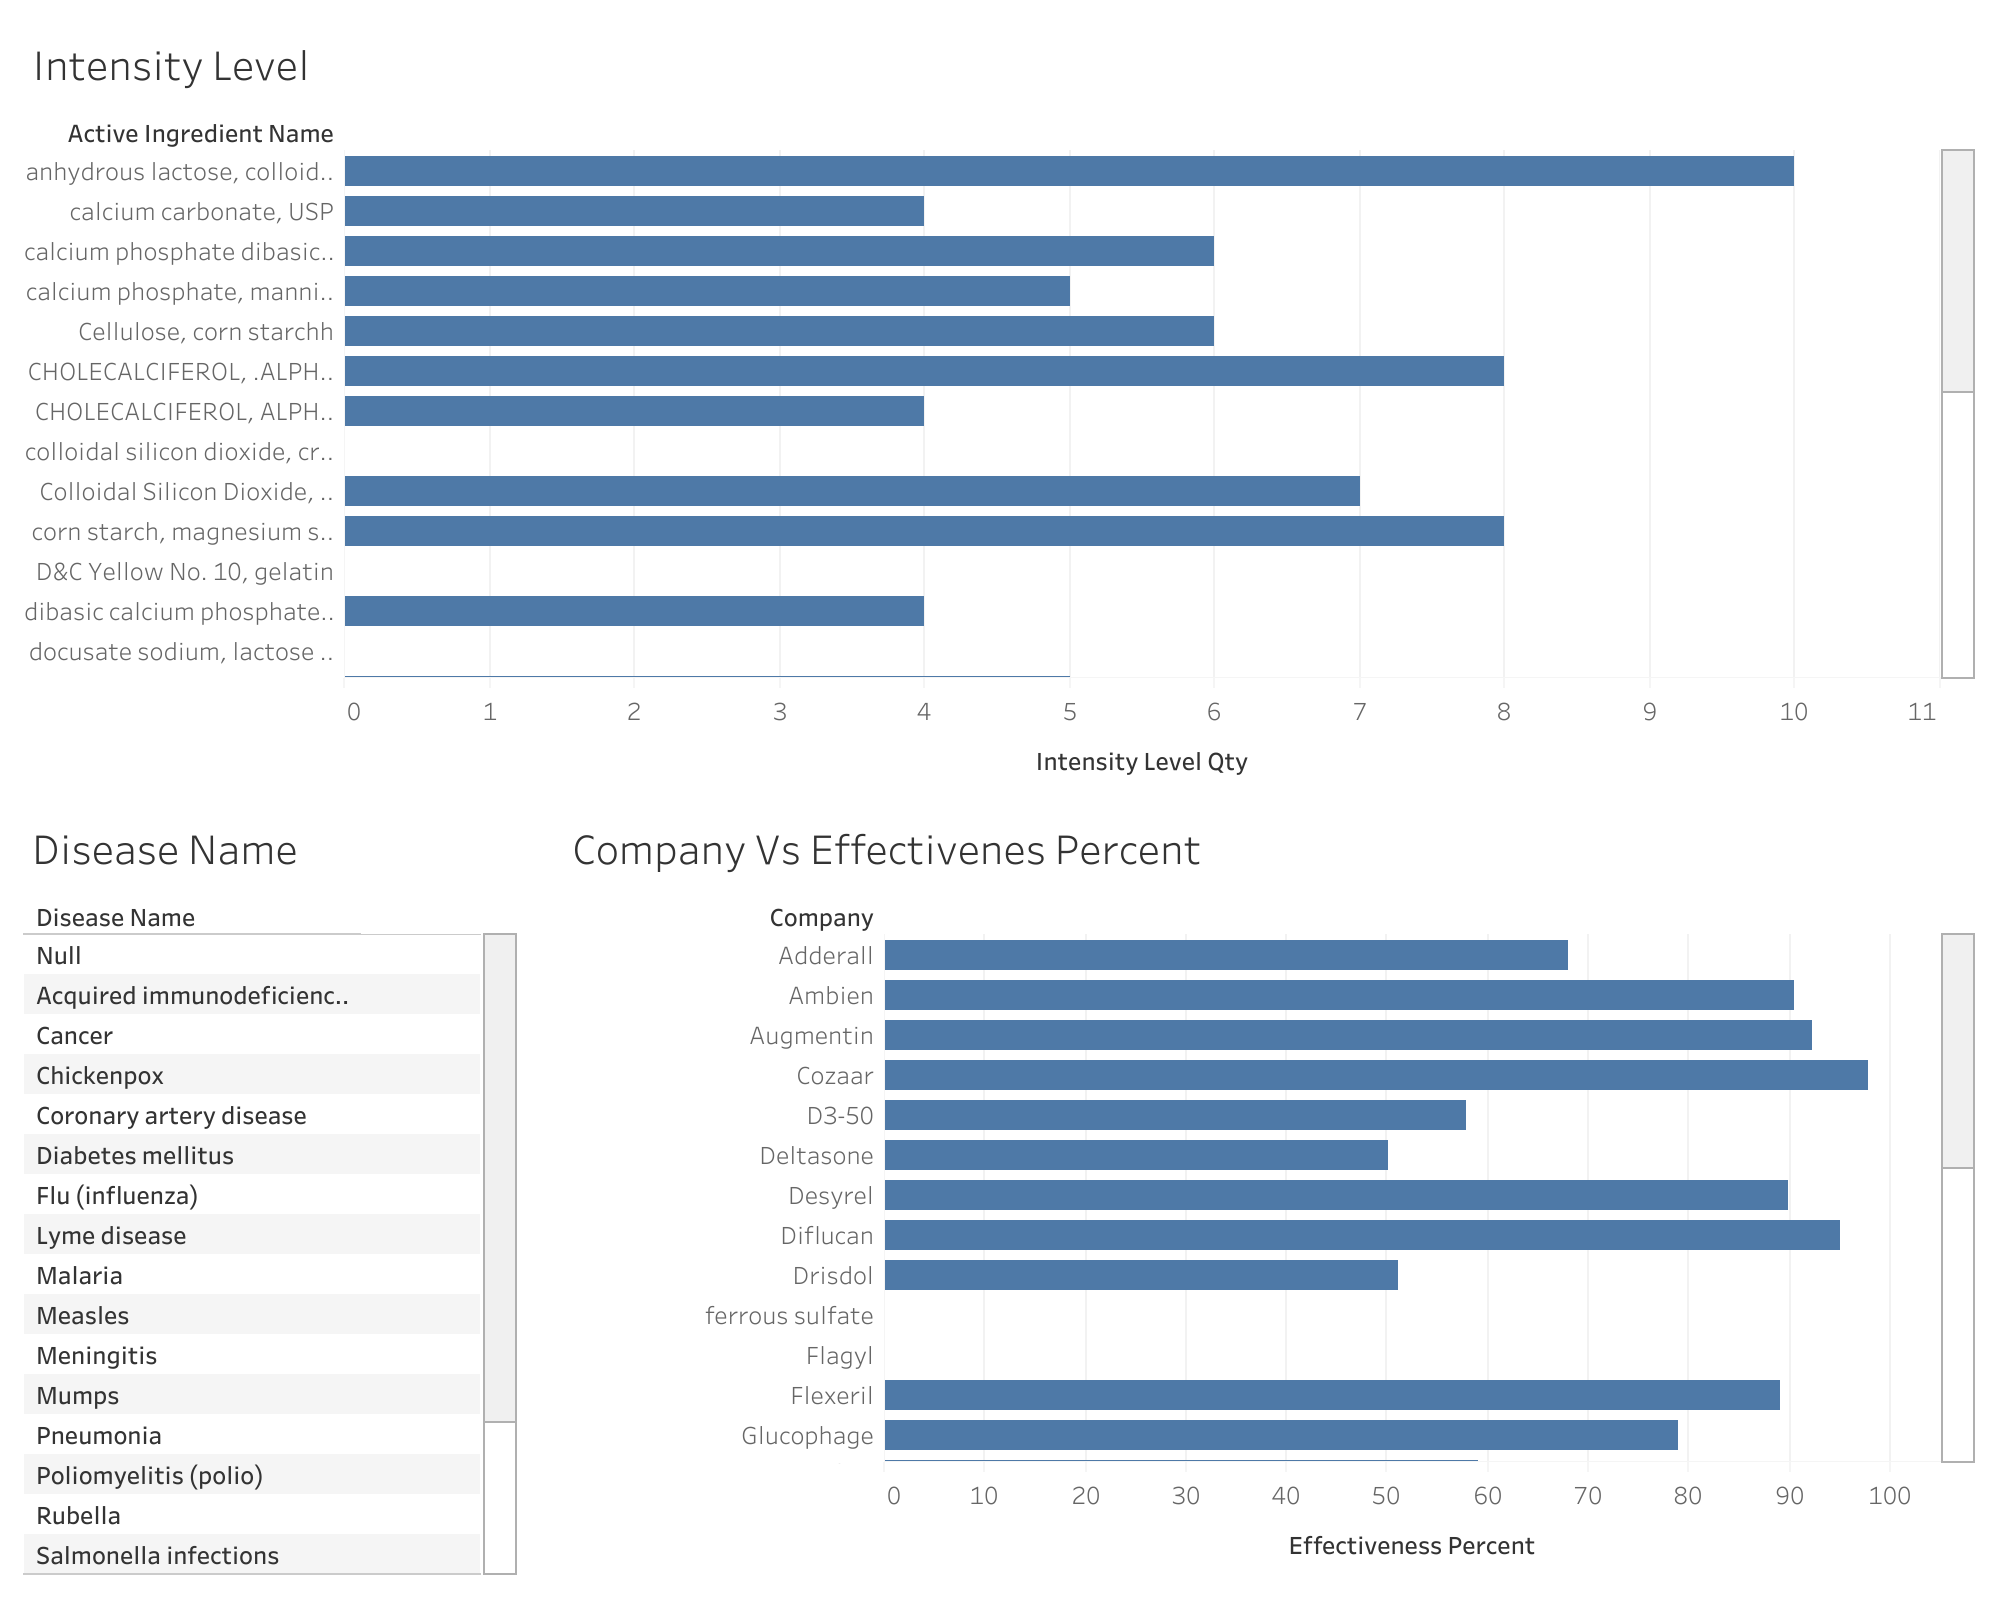 Intensity Level
Active Ingredient Name
anhydrous lactose, colloid..
calcium carbonate, USP
calcium phosphate dibasic..
calcium phosphate, manni..
Cellulose, corn starchh
CHOLECALCIFEROL, .ALPH..
CHOLECALCIFEROL, ALPH..
colloidal silicon dioxide, cr..
Colloidal Silicon Dioxide, ..
corn starch, magnesium s..
D&C Yellow No. 10, gelatin
dibasic calcium phosphate..
docusate sodium, lactose ..
0 1 2 3 4 5 6 7 8 9 10 11
Intensity Level Qty
Disease Name
Disease Name
Null
Acquired immunodeficienc..
Cancer
Chickenpox
Coronary artery disease
Diabetes mellitus
Flu (influenza)
Lyme disease
Malaria
Measles
Meningitis
Mumps
Pneumonia
Poliomyelitis (polio)
Rubella
Salmonella infections
Company Vs Effectivenes Percent
Company
Adderall
Ambien
Augmentin
Cozaar
D3-50
Deltasone
Desyrel
Diflucan
Drisdol
ferrous sulfate
Flagyl
Flexeril
Glucophage
0 10 20 30 40 50 60 70 80 90 100
Effectiveness Percent